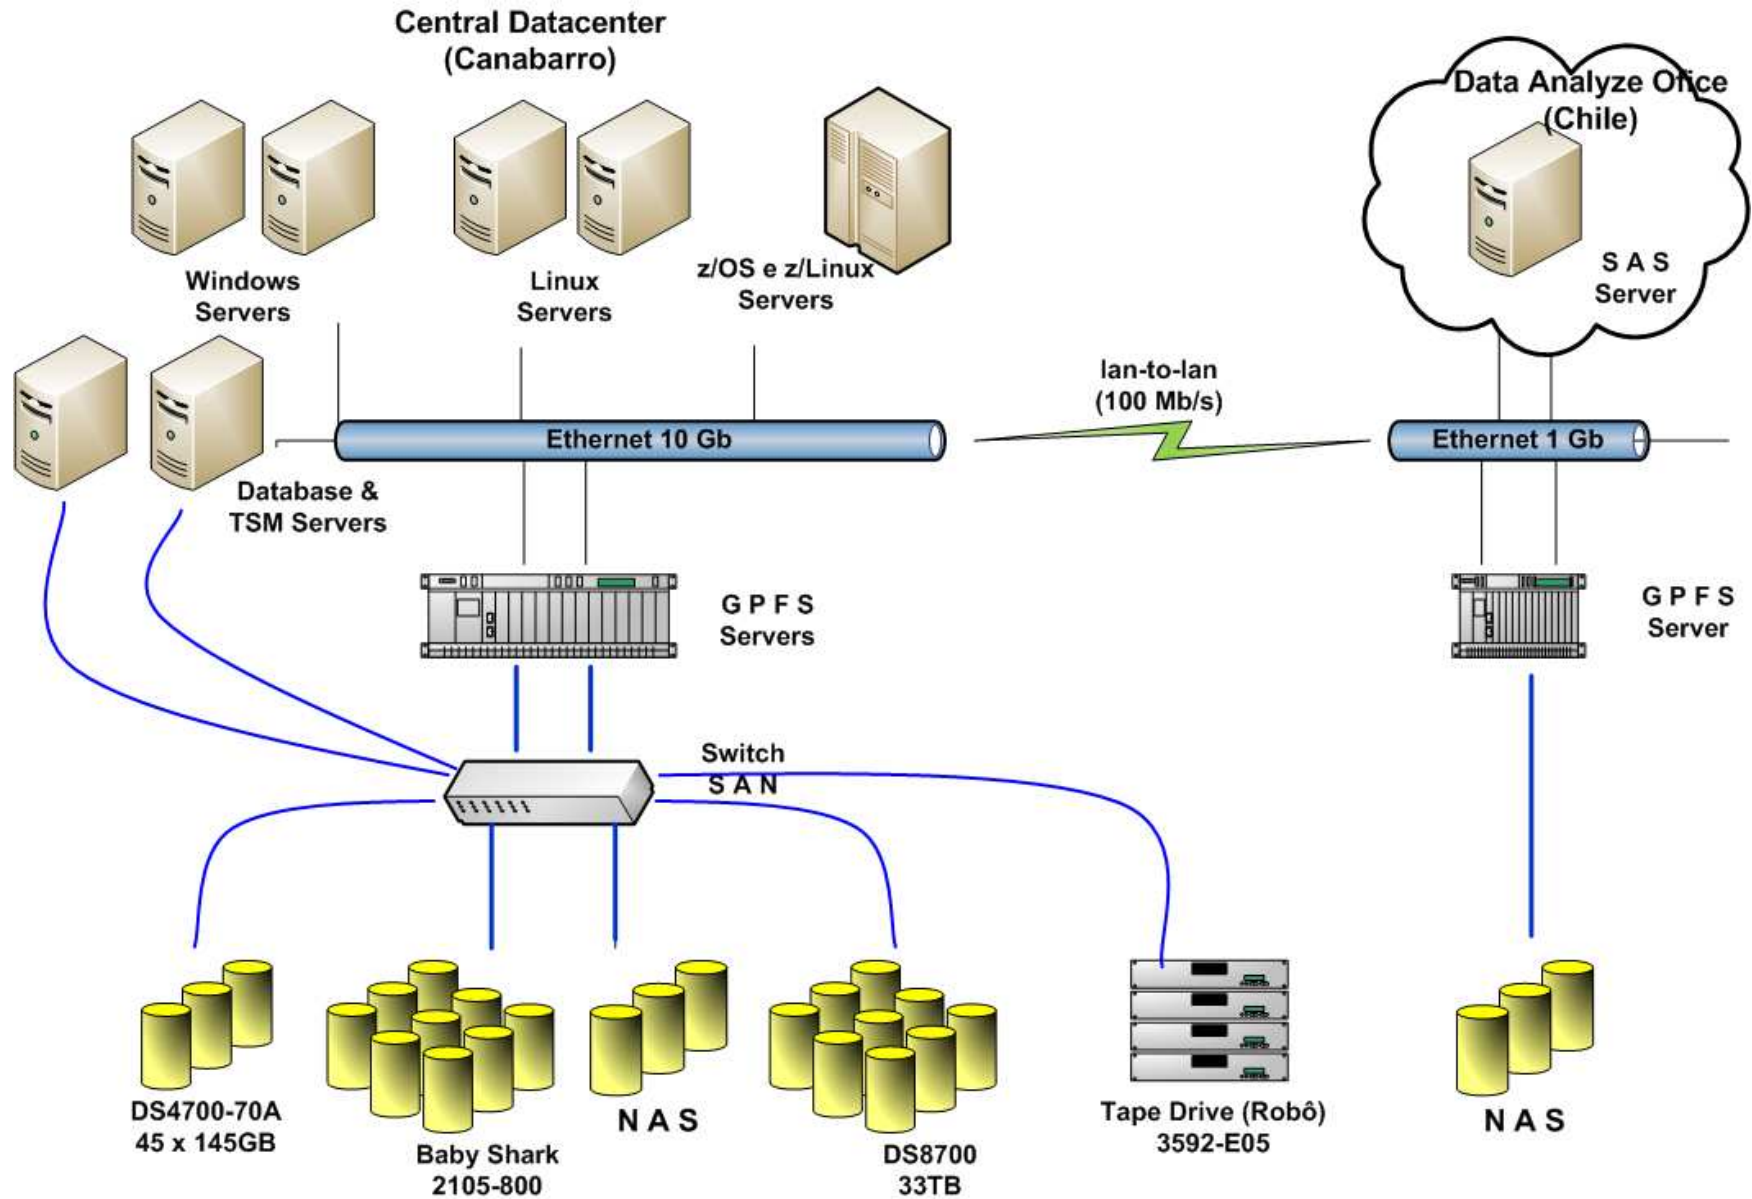 Central Datacenter
(Canabarro)
Data Analyze Ofice
(Chile)
S A S
Server
Windows
Servers
Linux
Servers
z/OS e z/Linux
Servers
lan-to-lan
(100 Mb/s)
Ethernet 10 Gb
Ethernet 1 Gb
Database &
TSM Servers
G P F S
Servers
G P F S
Server
Switch
S A N
DS4700-70A
45 x 145GB
Baby Shark
2105-800
N A S
DS8700
33TB
Tape Drive (Robô)
3592-E05
N A S